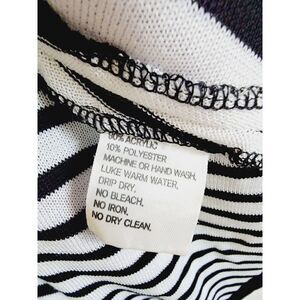 90% ACRYLIC
10% POLYESTER
MACHINE OR HAND WASH.
LUKE WARM WATER.
DRIP DRY.
NO BLEACH.
NO IRON.
NO DRY CLEAN.